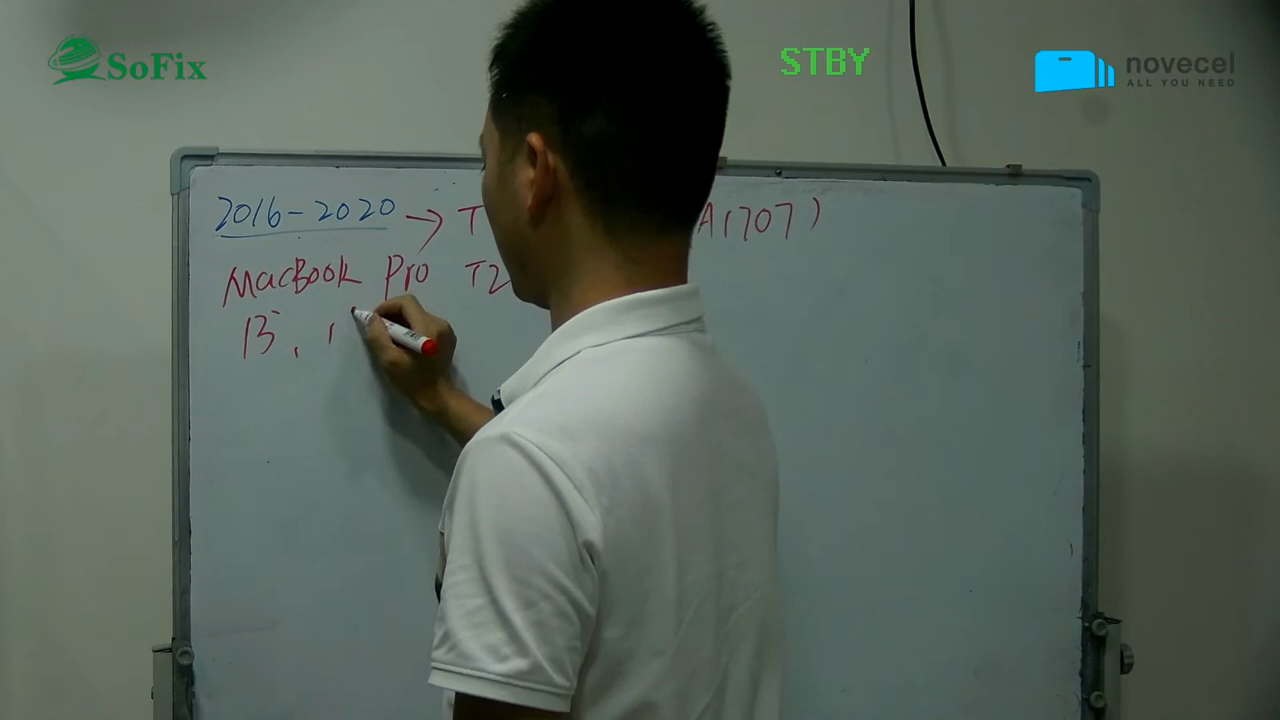 SoFix
STBY
novecel
ALL YOU NEED
2016-2020 → T A1707)
MacBook Pro T2
13", 1